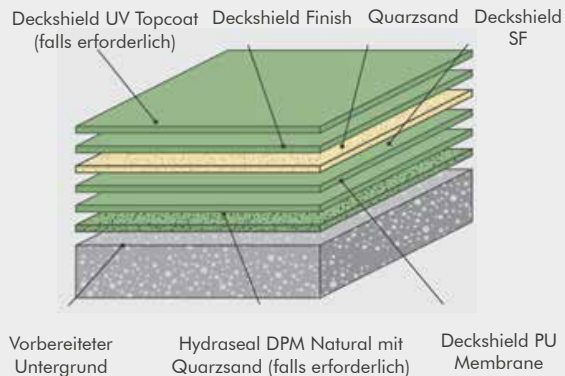 Deckshield UV Topcoat
(falls erforderlich)
Deckshield Finish
Quarzsand
Deckshield
SF
Vorbereiteter
Untergrund
Hydraseal DPM Natural mit
Quarzsand (falls erforderlich)
Deckshield PU
Membrane